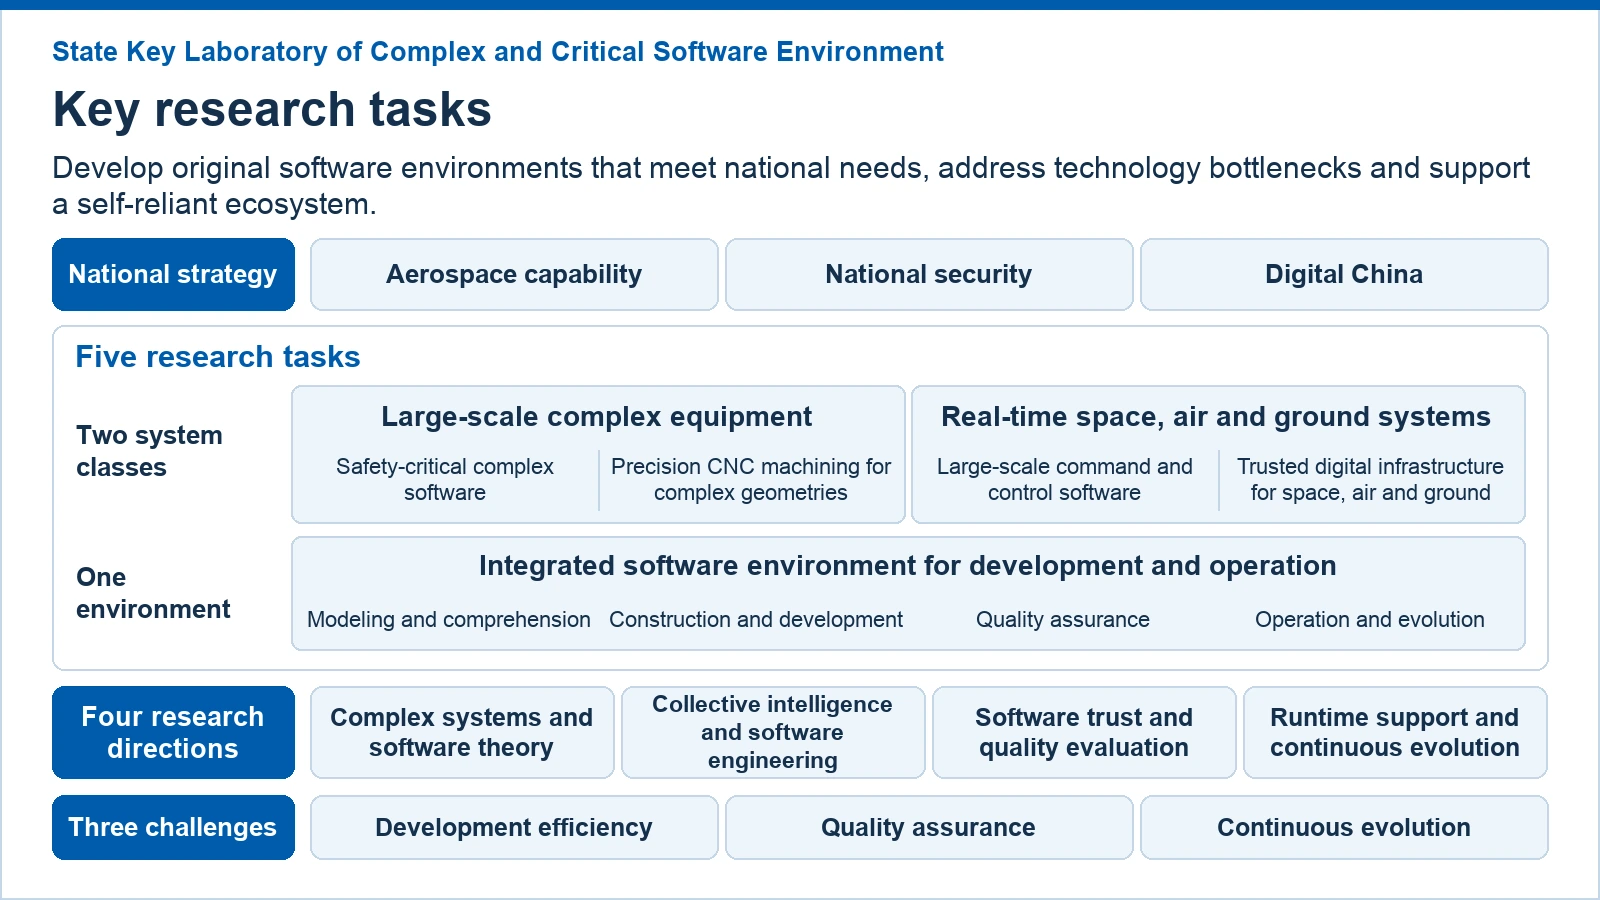 State Key Laboratory of Complex and Critical Software Environment
Key research tasks
Develop original software environments that meet national needs, address technology bottlenecks and support
a self-reliant ecosystem.
National strategy
Aerospace capability
National security
Digital China
Five research tasks
Two system
classes
Large-scale complex equipment
Safety-critical complex
software
Precision CNC machining for
complex geometries
Real-time space, air and ground systems
Large-scale command and
control software
Trusted digital infrastructure
for space, air and ground
One
environment
Integrated software environment for development and operation
Modeling and comprehension
Construction and development
Quality assurance
Operation and evolution
Four research
directions
Complex systems and
software theory
Collective intelligence
and software
engineering
Software trust and
quality evaluation
Runtime support and
continuous evolution
Three challenges
Development efficiency
Quality assurance
Continuous evolution